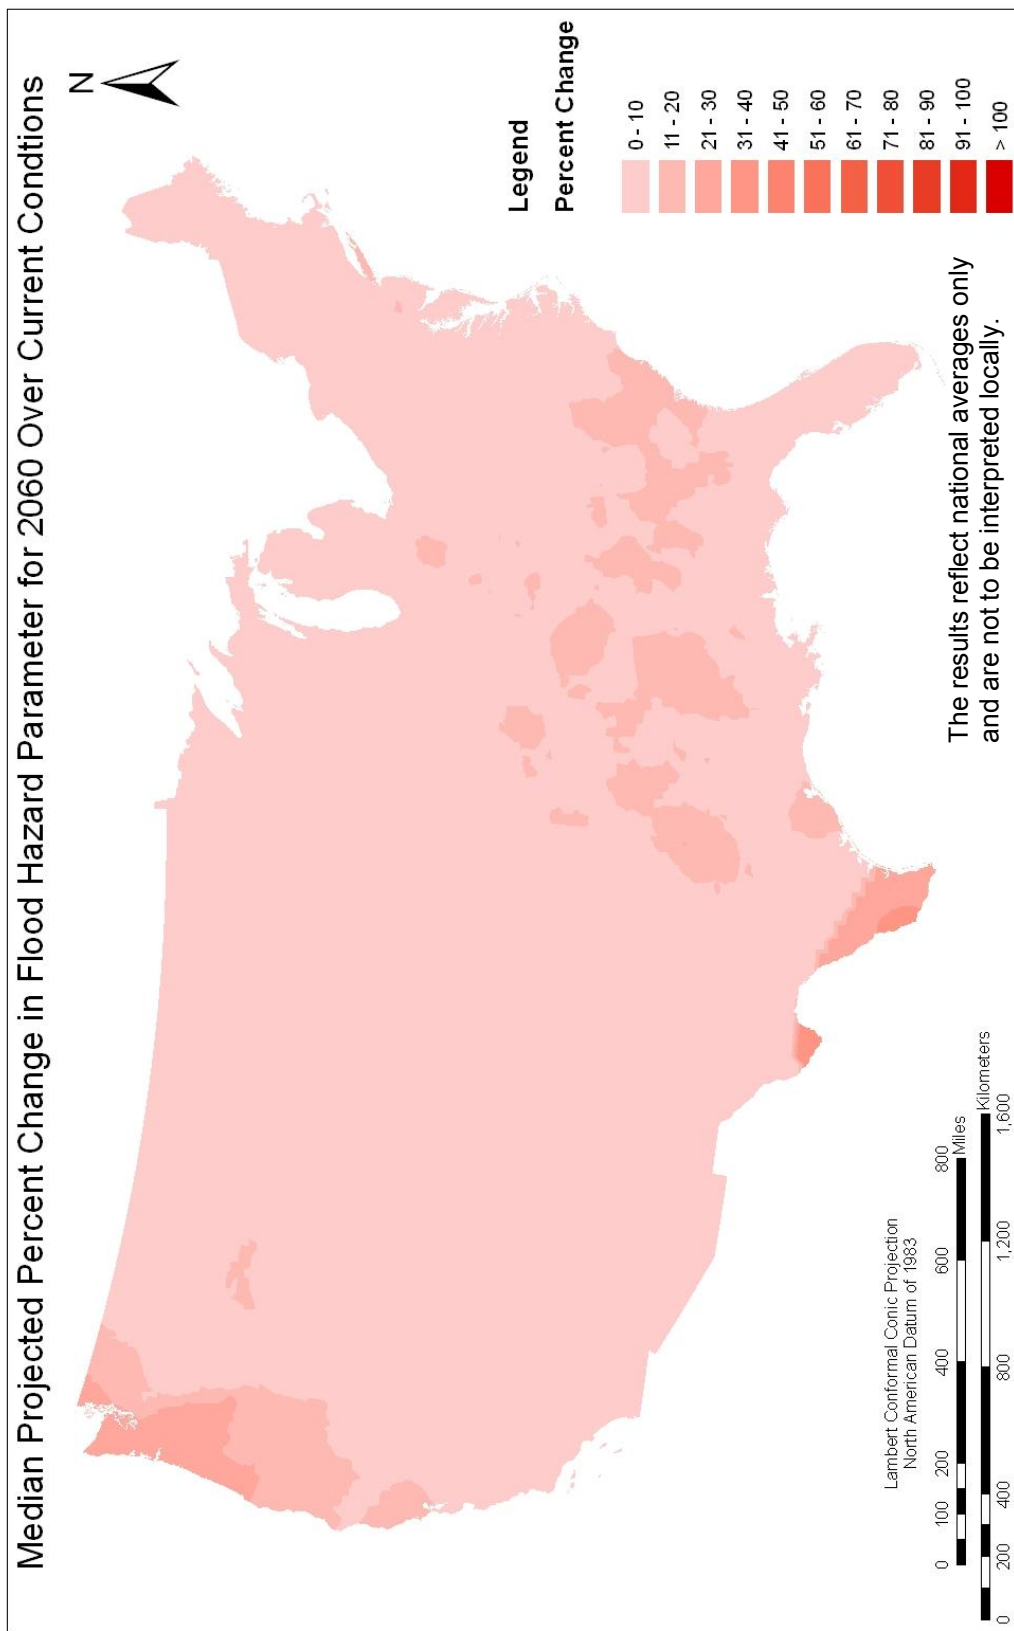 Median Projected Percent Change in Flood Hazard Parameter for 2060 Over Current Condtions
N
Legend
Percent Change
0 - 10
11 - 20
21 - 30
31 - 40
41 - 50
51 - 60
61 - 70
71 - 80
81 - 90
91 - 100
> 100
The results reflect national averages only
and are not to be interpreted locally.
Lambert Conformal Conic Projection
North American Datum of 1983
0 100 200 400 600 800
Miles
Kilometers
0 200 400 800 1,200 1,600